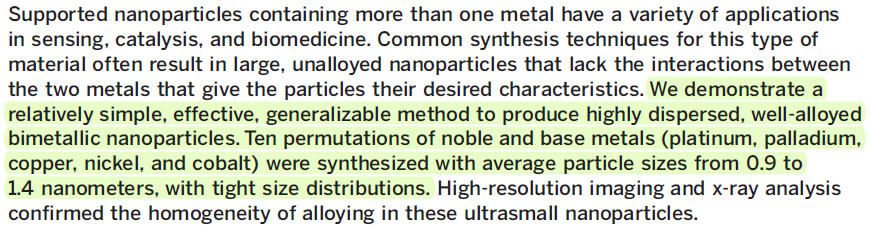 Supported nanoparticles containing more than one metal have a variety of applications
in sensing, catalysis, and biomedicine. Common synthesis techniques for this type of
material often result in large, unalloyed nanoparticles that lack the interactions between
the two metals that give the particles their desired characteristics. We demonstrate a
relatively simple, effective, generalizable method to produce highly dispersed, well-alloyed
bimetallic nanoparticles. Ten permutations of noble and base metals (platinum, palladium,
copper, nickel, and cobalt) were synthesized with average particle sizes from 0.9 to
1.4 nanometers, with tight size distributions. High-resolution imaging and x-ray analysis
confirmed the homogeneity of alloying in these ultrasmall nanoparticles.